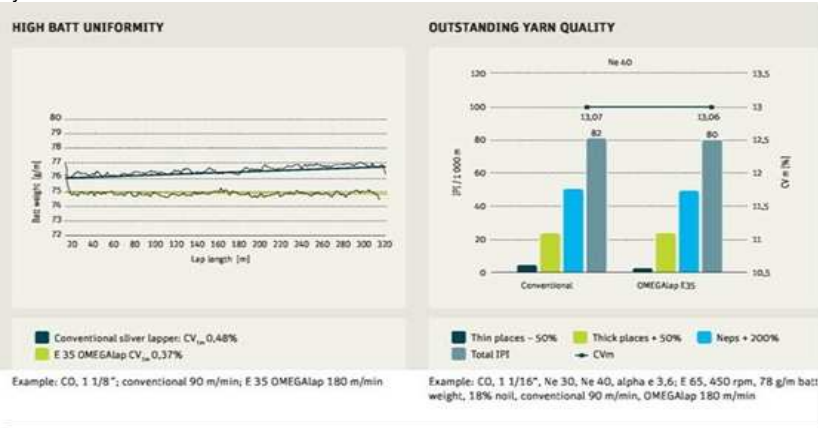 HIGH BATT UNIFORMITY
80
79
78
77
76
75
74
73
72
Batt weight [g/m]
20 40 60 80 100 120 140 160 180 200 220 240 260 280 300 320
Lap length [m]
Conventional sliver lapper: CV1m 0,48%
E 35 OMEGAlap CV1m 0,37%
Example: CO, 1 1/8"; conventional 90 m/min; E 35 OMEGAlap 180 m/min
OUTSTANDING YARN QUALITY
Ne 40
120
100
80
60
40
20
0
IPI/1 000 m
13,07
82
13,06
80
13,5
13
12,5
12
11,5
11
10,5
CVm [%]
Conventional
OMEGAlap E35
Thin places – 50%
Thick places + 50%
Neps + 200%
Total IPI
CVm
Example: CO, 1 1/16", Ne 30, Ne 40, alpha e 3,6; E 65, 450 rpm, 78 g/m batt
weight, 18% noil, conventional 90 m/min, OMEGAlap 180 m/min